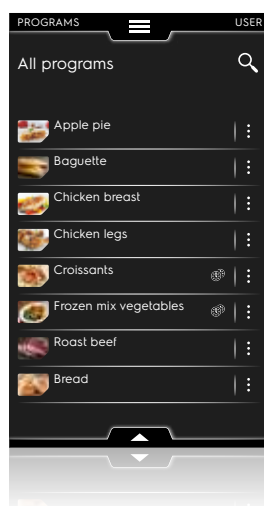 PROGRAMS USER
All programs
Apple pie
Baguette
Chicken breast
Chicken legs
Croissants
Frozen mix vegetables
Roast beef
Bread